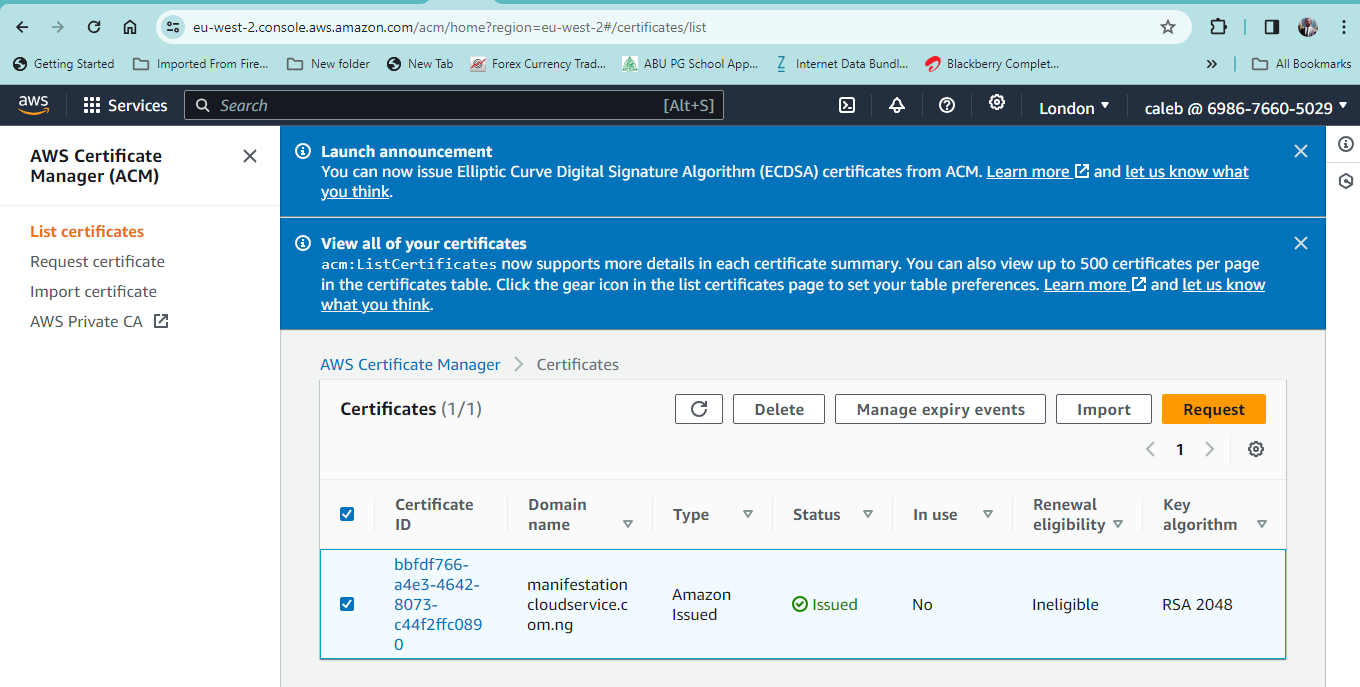 eu-west-2.console.aws.amazon.com/acm/home?region=eu-west-2#/certificates/list
Getting Started
Imported From Fire...
New folder
New Tab
Forex Currency Trad...
ABU PG School App...
Internet Data Bundl...
Blackberry Complet...
»
All Bookmarks
aws
Services
Search
[Alt+S]
London
caleb @ 6986-7660-5029
AWS Certificate
Manager (ACM)
List certificates
Request certificate
Import certificate
AWS Private CA
Launch announcement
You can now issue Elliptic Curve Digital Signature Algorithm (ECDSA) certificates from ACM. Learn more and let us know what
you think.
View all of your certificates
acm:ListCertificates now supports more details in each certificate summary. You can also view up to 500 certificates per page
in the certificates table. Click the gear icon in the list certificates page to set your table preferences. Learn more and let us know
what you think.
AWS Certificate Manager
Certificates
Certificates (1/1)
Delete
Manage expiry events
Import
Request
1
Certificate
ID
Domain
name
Type
Status
In use
Renewal
eligibility
Key
algorithm
bbfdf766-
a4e3-4642-
8073-
c44f2ffc089
0
manifestation
cloudservice.c
om.ng
Amazon
Issued
Issued
No
Ineligible
RSA 2048